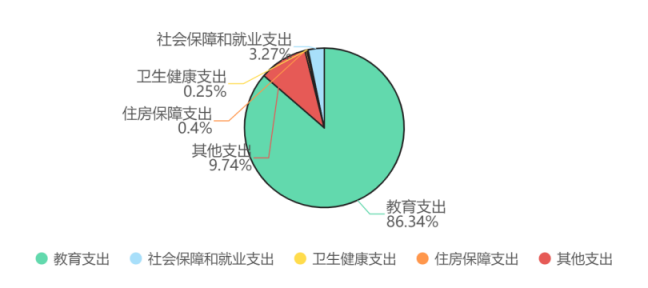 社会保障和就业支出
3.27%
卫生健康支出
0.25%
住房保障支出
0.4%
其他支出
9.74%
教育支出
86.34%
教育支出 社会保障和就业支出 卫生健康支出 住房保障支出 其他支出